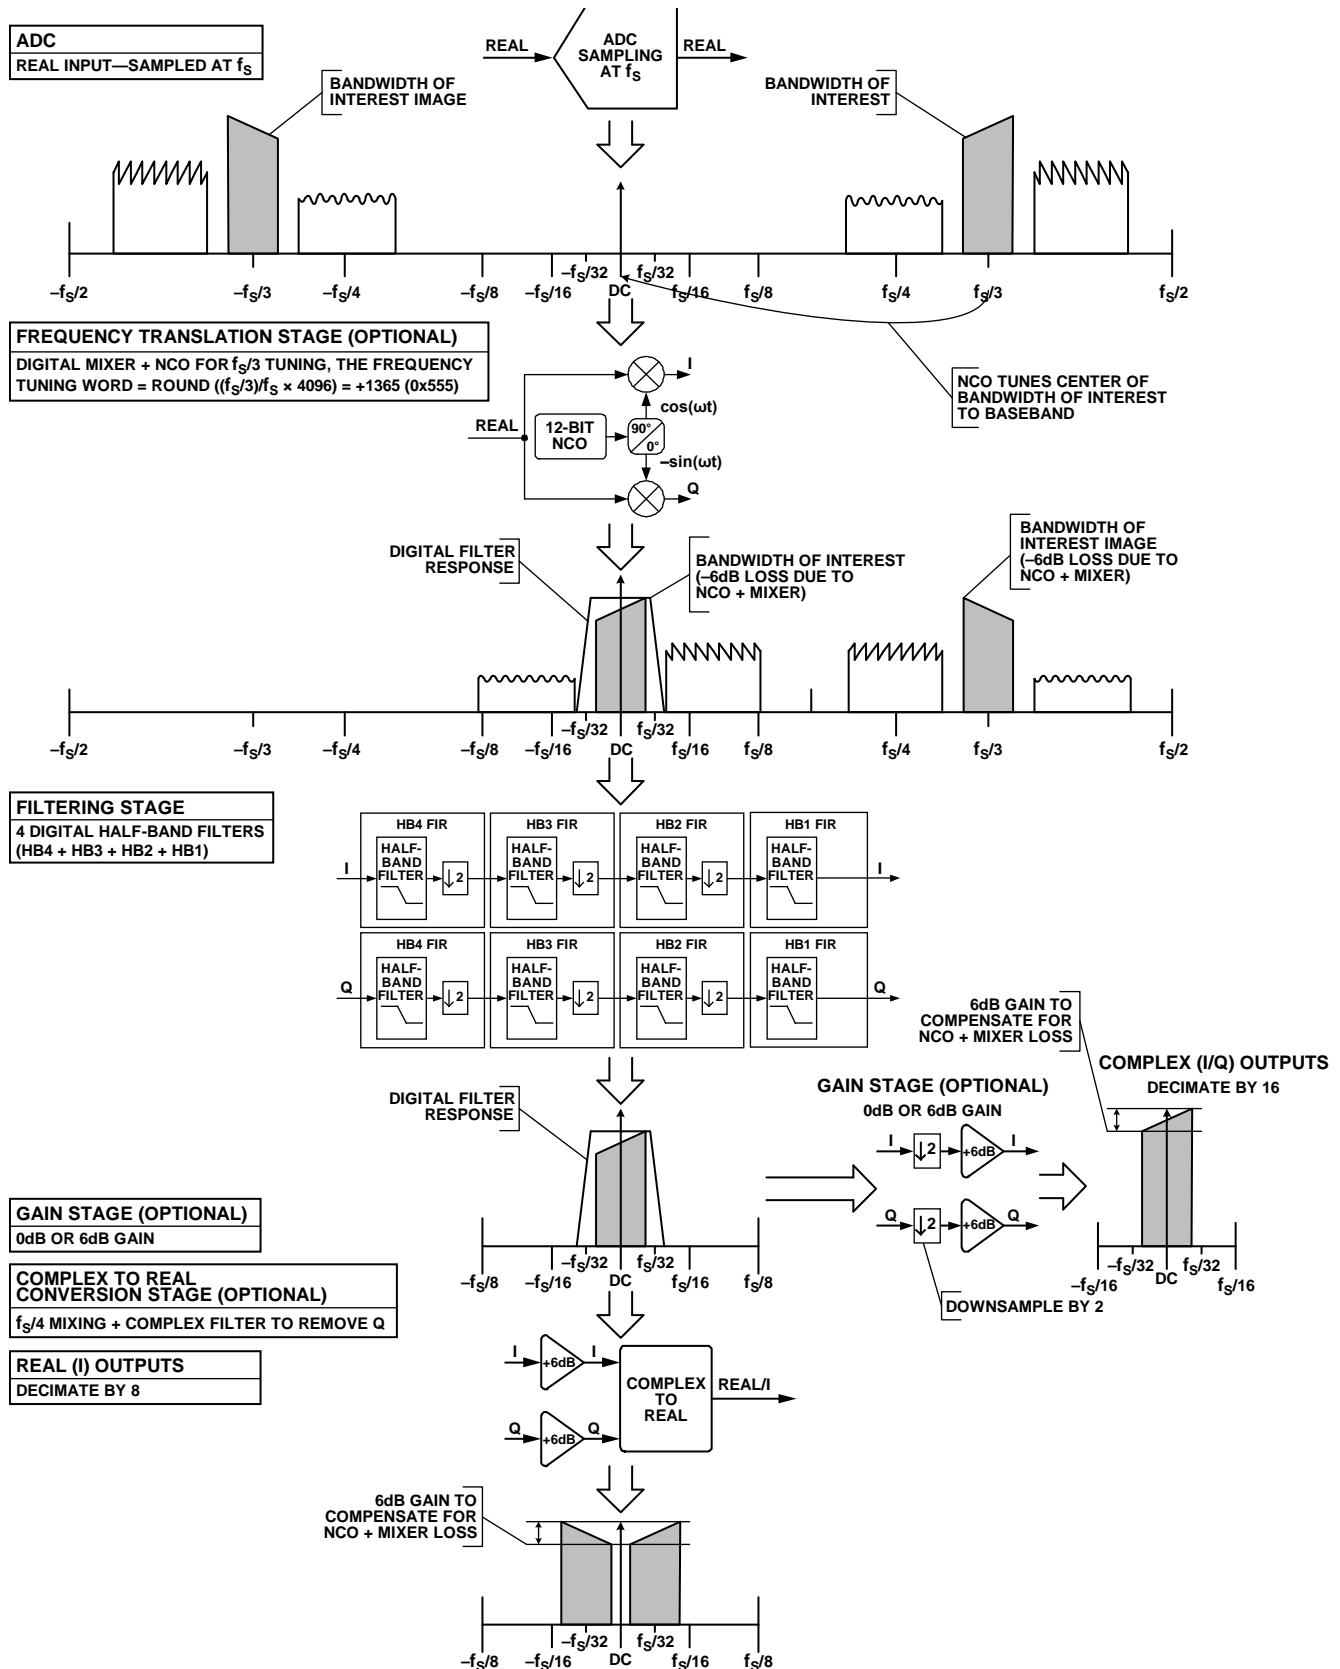 ADC
REAL INPUT—SAMPLED AT fS
REAL
ADC
SAMPLING
AT fS
REAL
BANDWIDTH OF
INTEREST IMAGE
BANDWIDTH OF
INTEREST
–fS/2
–fS/3
–fS/4
–fS/8
–fS/16
–fS/32
DC
fS/32
fS/16
fS/8
fS/4
fS/3
fS/2
FREQUENCY TRANSLATION STAGE (OPTIONAL)
DIGITAL MIXER + NCO FOR fS/3 TUNING, THE FREQUENCY
TUNING WORD = ROUND ((fS/3)/fS × 4096) = +1365 (0x555)
NCO TUNES CENTER OF
BANDWIDTH OF INTEREST
TO BASEBAND
I
cos(ωt)
REAL
12-BIT
NCO
90°
0°
–sin(ωt)
Q
DIGITAL FILTER
RESPONSE
BANDWIDTH OF INTEREST
(–6dB LOSS DUE TO
NCO + MIXER)
BANDWIDTH OF
INTEREST IMAGE
(–6dB LOSS DUE TO
NCO + MIXER)
–fS/2
–fS/3
–fS/4
–fS/8
–fS/16
–fS/32
DC
fS/32
fS/16
fS/8
fS/4
fS/3
fS/2
FILTERING STAGE
4 DIGITAL HALF-BAND FILTERS
(HB4 + HB3 + HB2 + HB1)
HB4 FIR
HB3 FIR
HB2 FIR
HB1 FIR
I
HALF-
BAND
FILTER
↓2
HALF-
BAND
FILTER
↓2
HALF-
BAND
FILTER
↓2
HALF-
BAND
FILTER
I
HB4 FIR
HB3 FIR
HB2 FIR
HB1 FIR
Q
HALF-
BAND
FILTER
↓2
HALF-
BAND
FILTER
↓2
HALF-
BAND
FILTER
↓2
HALF-
BAND
FILTER
Q
6dB GAIN TO
COMPENSATE FOR
NCO + MIXER LOSS
COMPLEX (I/Q) OUTPUTS
DECIMATE BY 16
DIGITAL FILTER
RESPONSE
GAIN STAGE (OPTIONAL)
0dB OR 6dB GAIN
I
↓2
+6dB
I
Q
↓2
+6dB
Q
DOWNSAMPLE BY 2
–fS/16
–fS/32
DC
fS/32
fS/16
GAIN STAGE (OPTIONAL)
0dB OR 6dB GAIN
–fS/8
–fS/16
–fS/32
DC
fS/32
fS/16
fS/8
COMPLEX TO REAL
CONVERSION STAGE (OPTIONAL)
fS/4 MIXING + COMPLEX FILTER TO REMOVE Q
REAL (I) OUTPUTS
DECIMATE BY 8
I
+6dB
I
Q
+6dB
Q
COMPLEX
TO
REAL
REAL/I
6dB GAIN TO
COMPENSATE FOR
NCO + MIXER LOSS
–fS/8
–fS/16
–fS/32
DC
fS/32
fS/16
fS/8